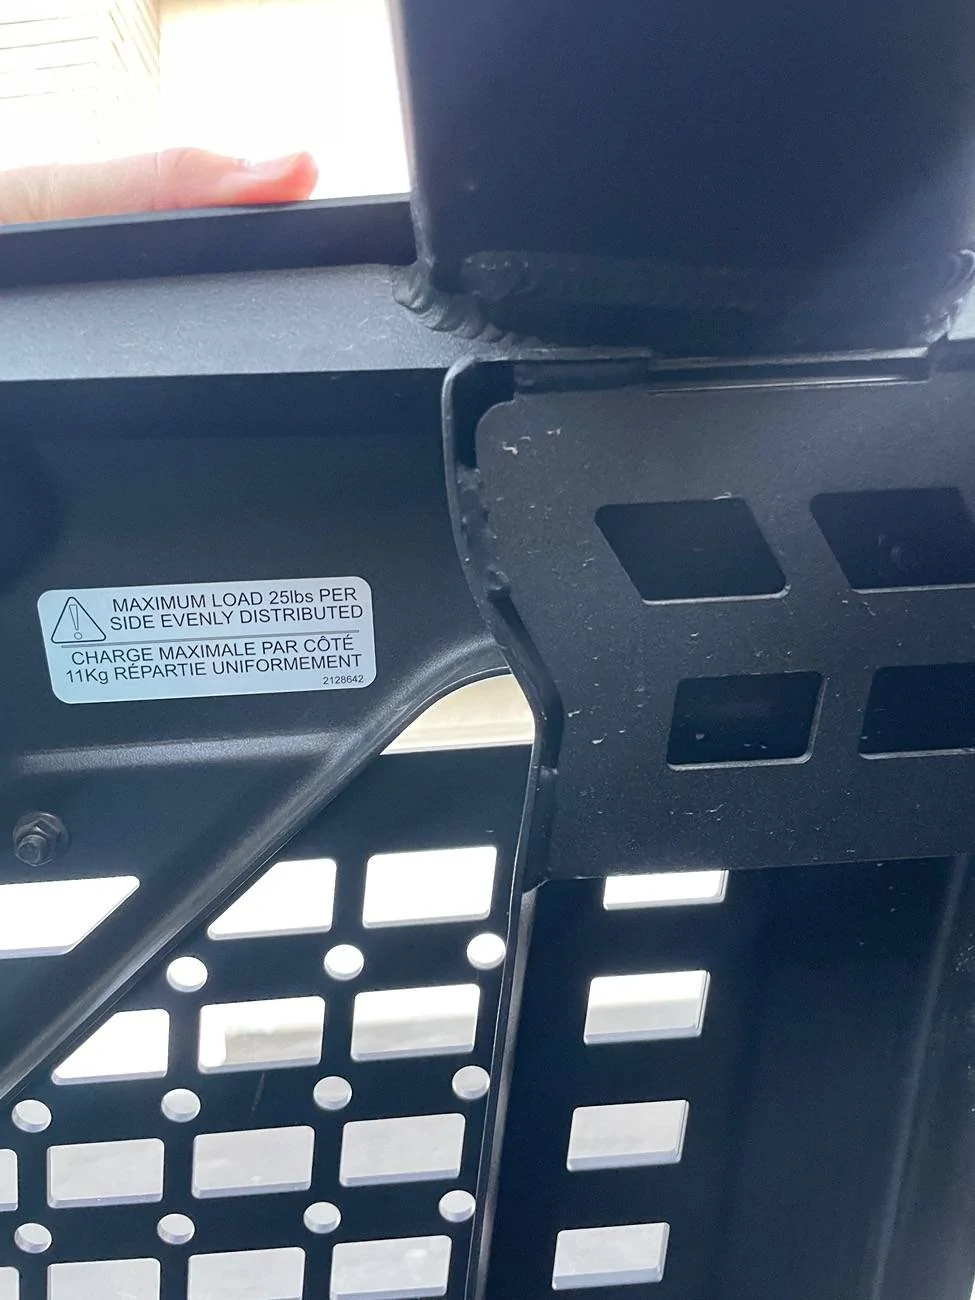 MAXIMUM LOAD 25lbs PER
SIDE EVENLY DISTRIBUTED
CHARGE MAXIMALE PAR CÔTÉ
11Kg RÉPARTIE UNIFORMEMENT
2128642